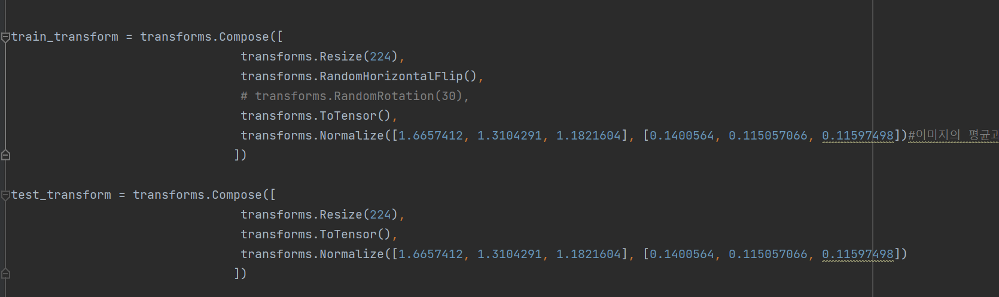 train_transform = transforms.Compose([
transforms.Resize(224),
transforms.RandomHorizontalFlip(),
# transforms.RandomRotation(30),
transforms.ToTensor(),
transforms.Normalize([1.6657412, 1.3104291, 1.1821604], [0.1400564, 0.115057066, 0.11597498])#이미지의 평균과
])
test_transform = transforms.Compose([
transforms.Resize(224),
transforms.ToTensor(),
transforms.Normalize([1.6657412, 1.3104291, 1.1821604], [0.1400564, 0.115057066, 0.11597498])
])